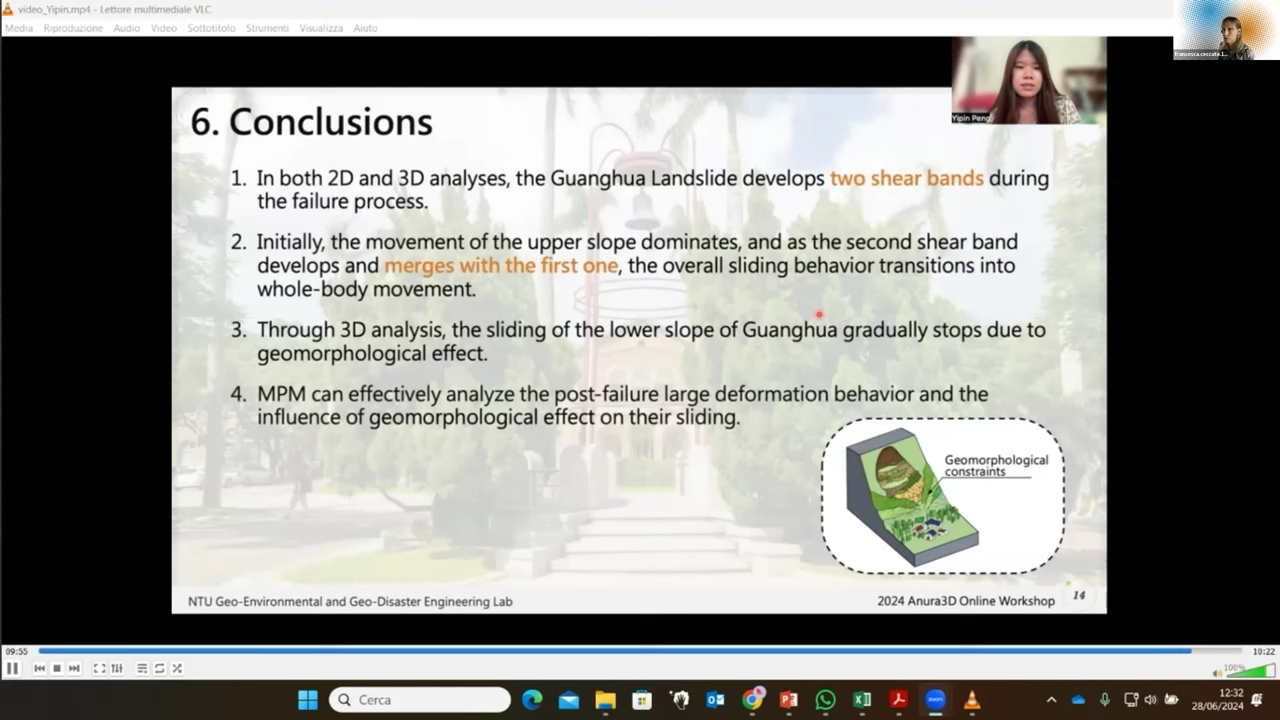 video_Yipin.mp4 - Lettore multimediale VLC
Media Riproduzione Audio Video Sottotitolo Strumenti Visualizza Aiuto
Yipin Peng
6. Conclusions
1. In both 2D and 3D analyses, the Guanghua Landslide develops two shear bands during
the failure process.
2. Initially, the movement of the upper slope dominates, and as the second shear band
develops and merges with the first one, the overall sliding behavior transitions into
whole-body movement.
3. Through 3D analysis, the sliding of the lower slope of Guanghua gradually stops due to
geomorphological effect.
4. MPM can effectively analyze the post-failure large deformation behavior and the
influence of geomorphological effect on their sliding.
Geomorphological
constraints
NTU Geo-Environmental and Geo-Disaster Engineering Lab
2024 Anura3D Online Workshop
14
09:55
10:22
100%
Cerca
zoom
12:32
28/06/2024